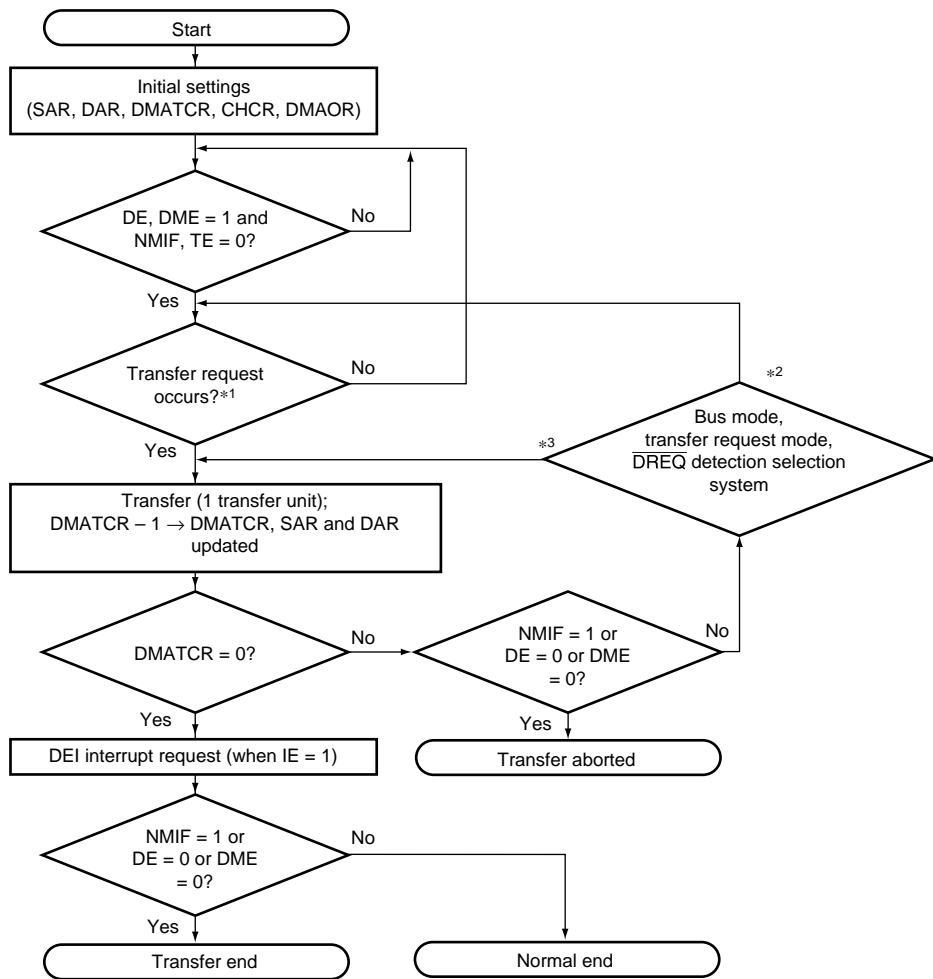 Start
Initial settings
(SAR, DAR, DMATCR, CHCR, DMAOR)
DE, DME = 1 and
NMIF, TE = 0?
No
Yes
Transfer request
occurs?*1
No
Yes
*2
Bus mode,
transfer request mode,
DREQ detection selection
system
*3
Transfer (1 transfer unit);
DMATCR – 1 → DMATCR, SAR and DAR
updated
DMATCR = 0?
No
Yes
NMIF = 1 or
DE = 0 or DME
= 0?
No
Yes
Transfer aborted
DEI interrupt request (when IE = 1)
NMIF = 1 or
DE = 0 or DME
= 0?
No
Yes
Transfer end
Normal end